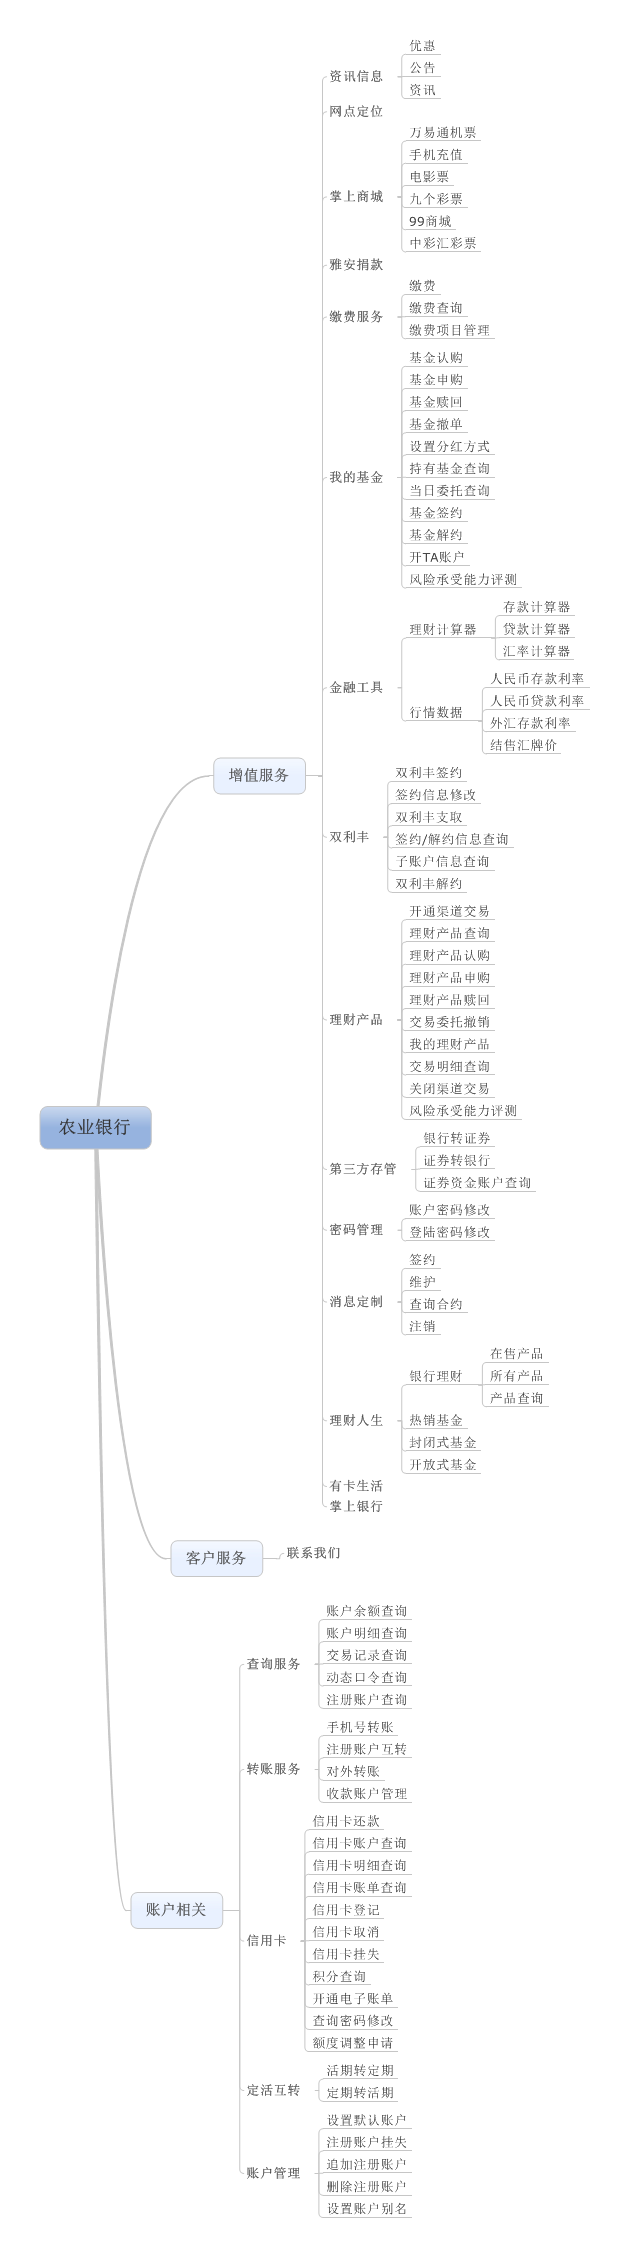 农业银行
增值服务
资讯信息
优惠
公告
资讯
网点定位
掌上商城
万易通机票
手机充值
电影票
九个彩票
99商城
中彩汇彩票
雅安捐款
缴费服务
缴费
缴费查询
缴费项目管理
我的基金
基金认购
基金申购
基金赎回
基金撤单
设置分红方式
持有基金查询
当日委托查询
基金签约
基金解约
开TA账户
风险承受能力评测
金融工具
理财计算器
存款计算器
贷款计算器
汇率计算器
行情数据
人民币存款利率
人民币贷款利率
外汇存款利率
结售汇牌价
双利丰
双利丰签约
签约信息修改
双利丰支取
签约/解约信息查询
子账户信息查询
双利丰解约
理财产品
开通渠道交易
理财产品查询
理财产品认购
理财产品申购
理财产品赎回
交易委托撤销
我的理财产品
交易明细查询
关闭渠道交易
风险承受能力评测
第三方存管
银行转证券
证券转银行
证券资金账户查询
密码管理
账户密码修改
登陆密码修改
消息定制
签约
维护
查询合约
注销
理财人生
银行理财
在售产品
所有产品
产品查询
热销基金
封闭式基金
开放式基金
有卡生活
掌上银行
客户服务
联系我们
账户相关
查询服务
账户余额查询
账户明细查询
交易记录查询
动态口令查询
注册账户查询
转账服务
手机号转账
注册账户互转
对外转账
收款账户管理
信用卡
信用卡还款
信用卡账户查询
信用卡明细查询
信用卡账单查询
信用卡登记
信用卡取消
信用卡挂失
积分查询
开通电子账单
查询密码修改
额度调整申请
定活互转
活期转定期
定期转活期
账户管理
设置默认账户
注册账户挂失
追加注册账户
删除注册账户
设置账户别名